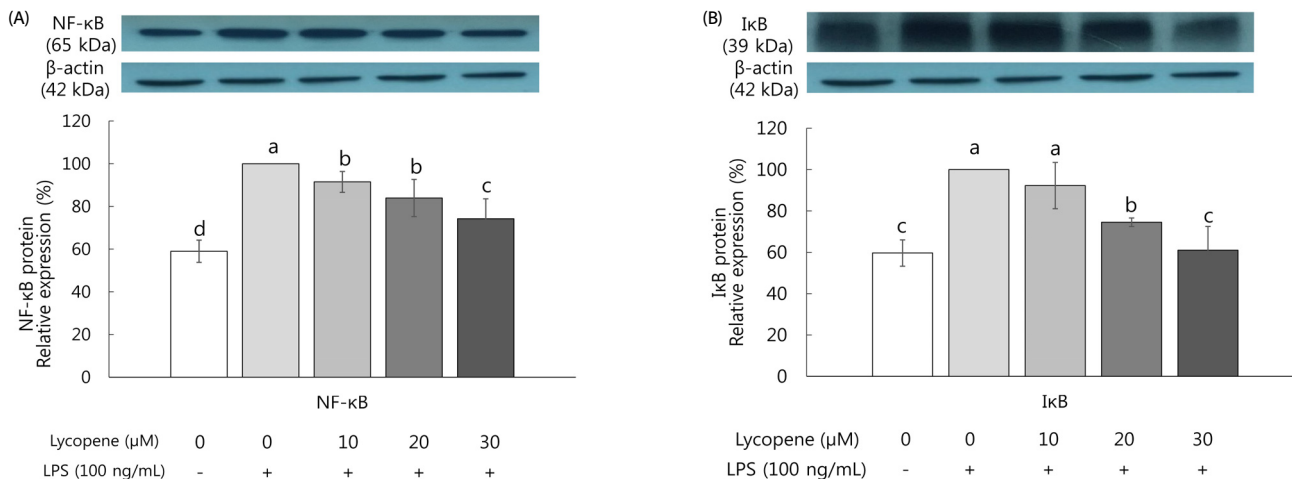 (A)
NF-κB
(65 kDa)
β-actin
(42 kDa)
NF-κB protein
Relative expression (%)
120
100
80
60
40
20
0
d
a
b
b
c
NF-κB
Lycopene (μM) 0 0 10 20 30
LPS (100 ng/mL) - + + + +
(B)
IκB
(39 kDa)
β-actin
(42 kDa)
IκB protein
Relative expression (%)
120
100
80
60
40
20
0
c
a
a
b
c
IκB
Lycopene (μM) 0 0 10 20 30
LPS (100 ng/mL) - + + + +